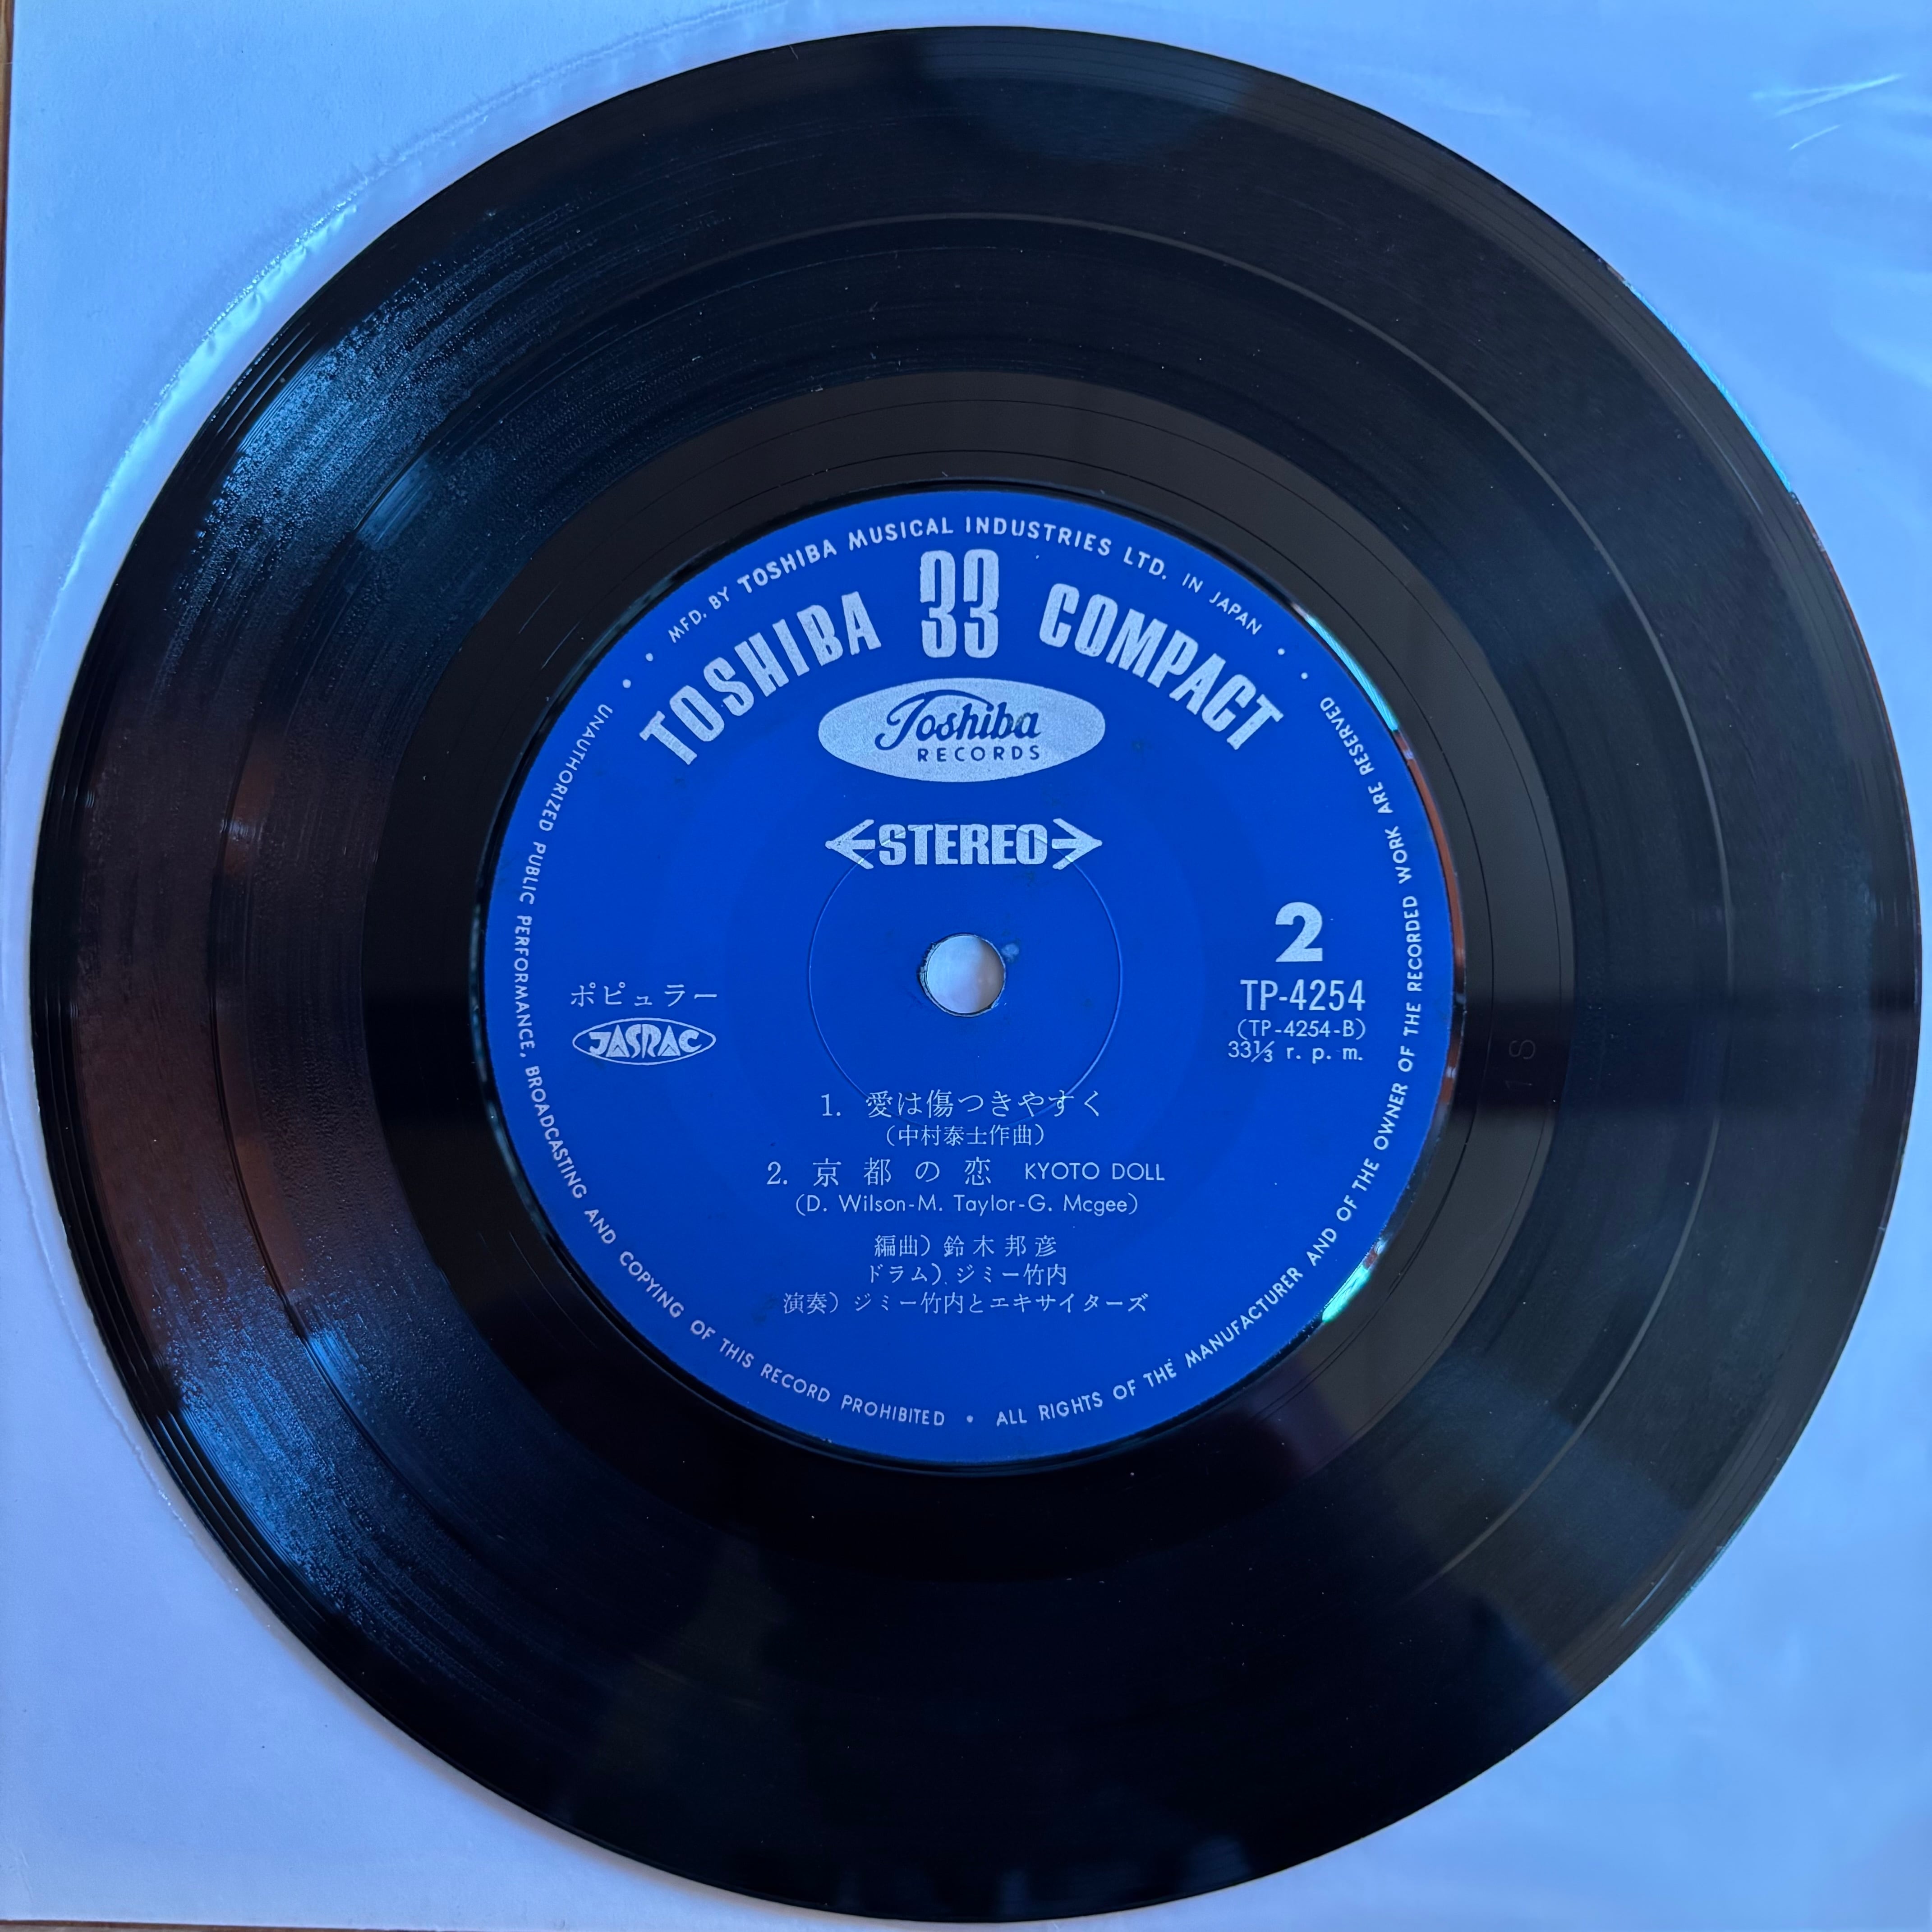 MFD. BY TOSHIBA MUSICAL INDUSTRIES LTD. IN JAPAN
TOSHIBA 33 COMPACT
Toshiba
RECORDS
STEREO
2
TP-4254
(TP-4254-B)
33⅓ r. p. m.
ポピュラー
JASRAC
1. 愛は傷つきやすく
(中村泰士作曲)
2. 京都の恋 KYOTO DOLL
(D. Wilson-M. Taylor-G. Mcgee)
編曲) 鈴木邦彦
ドラム) ジミー竹内
演奏) ジミー竹内とエキサイターズ
UNAUTHORIZED PUBLIC PERFORMANCE, BROADCASTING AND COPYING OF THIS RECORD PROHIBITED • ALL RIGHTS OF THE MANUFACTURER AND OF THE OWNER OF THE RECORDED WORK ARE RESERVED